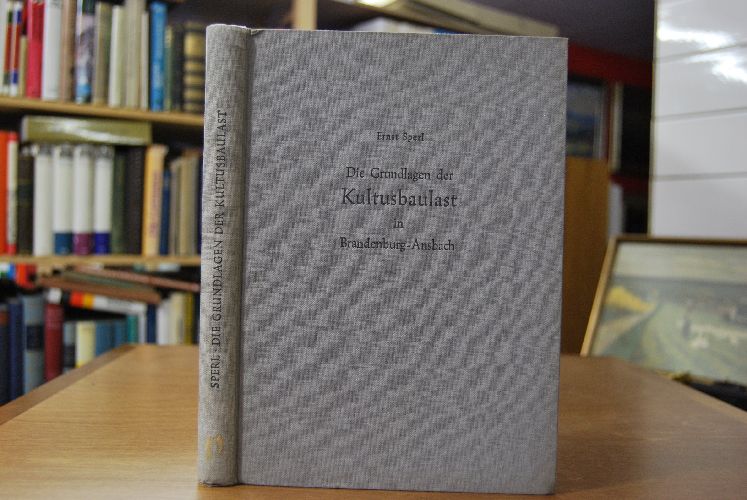 Ernst Sperl
Die Grundlagen der
Kultusbaulast
in
Brandenburg-Ansbach
SPERL · DIE GRUNDLAGEN DER KULTUSBAULAST